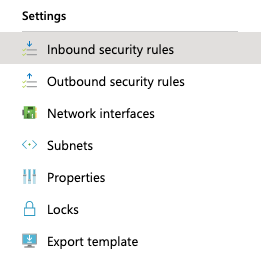 Settings
Inbound security rules
Outbound security rules
Network interfaces
Subnets
Properties
Locks
Export template